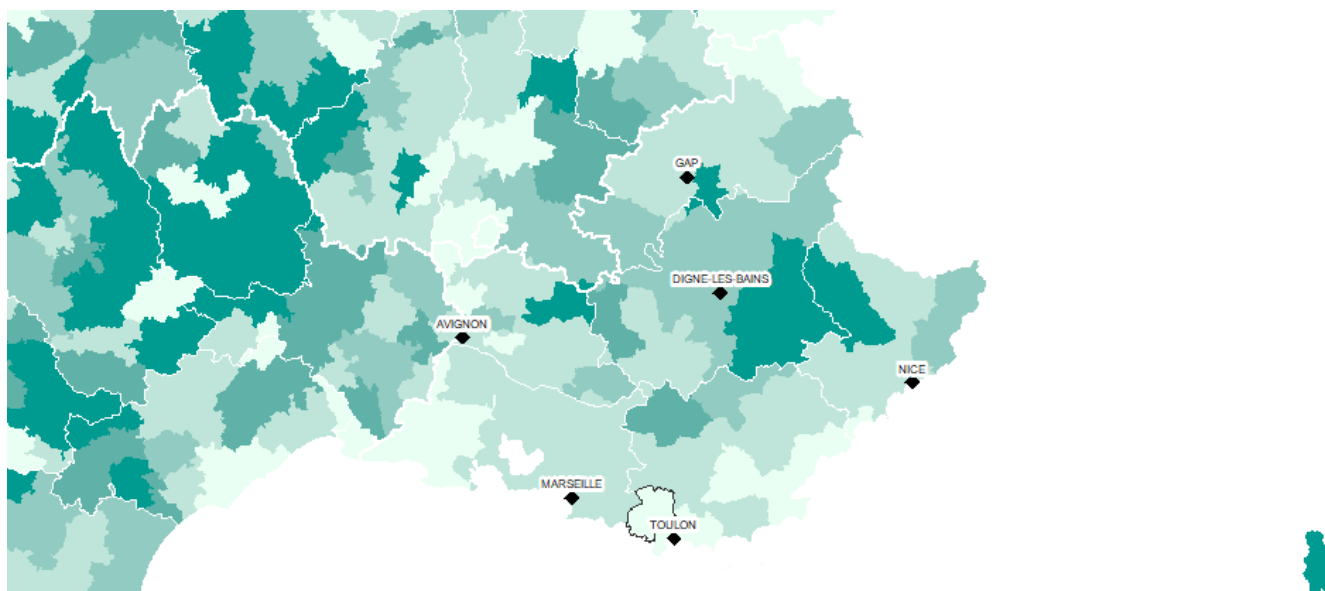 GAP
DIGNE-LES-BAINS
AVIGNON
NICE
MARSEILLE
TOULON